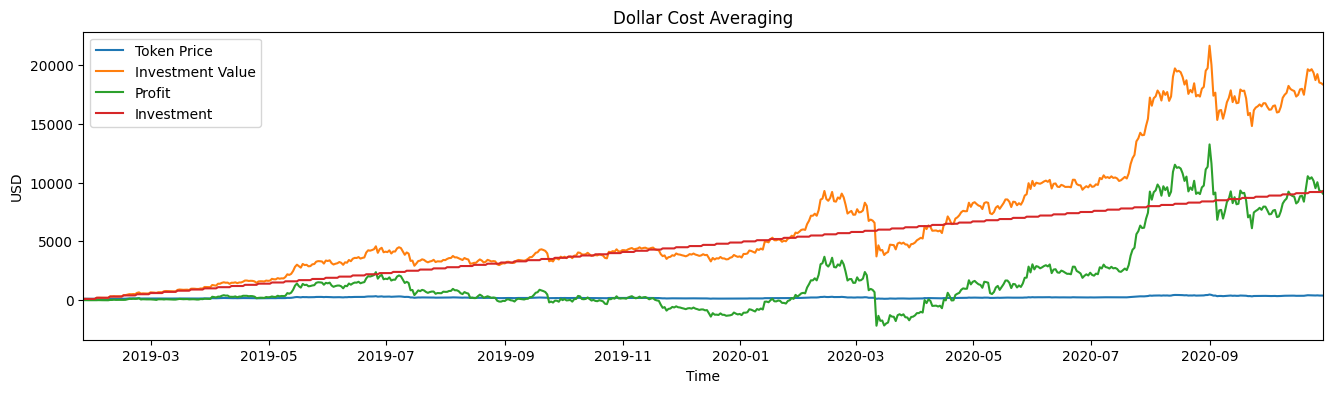 Dollar Cost Averaging
Token Price
Investment Value
Profit
Investment
20000
15000
10000
5000
0
USD
2019-03 2019-05 2019-07 2019-09 2019-11 2020-01 2020-03 2020-05 2020-07 2020-09
Time